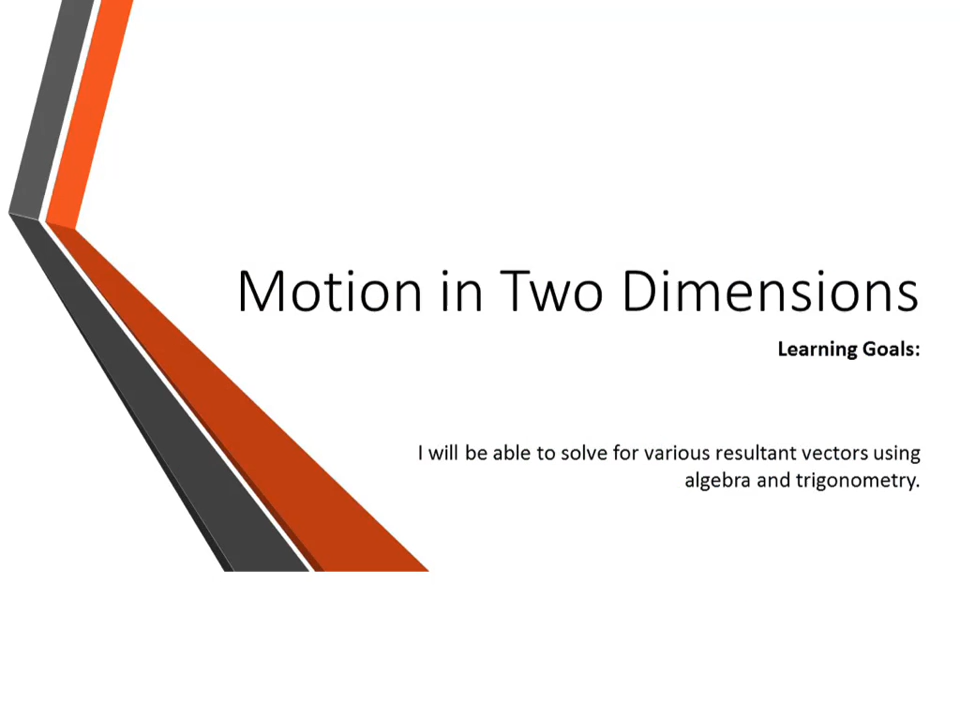 Motion in Two Dimensions
Learning Goals:
I will be able to solve for various resultant vectors using
algebra and trigonometry.